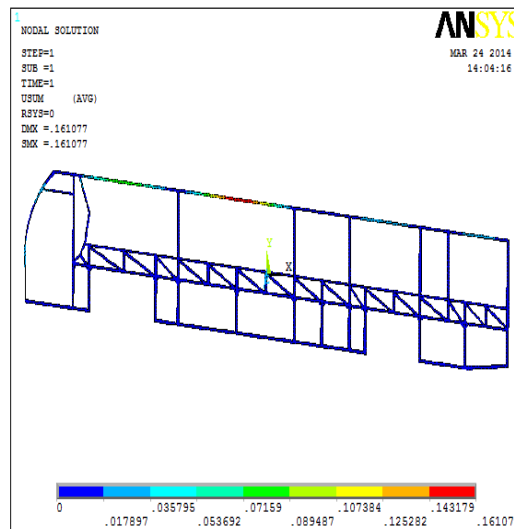 1
NODAL SOLUTION
ANSYS
STEP=1
SUB =1
TIME=1
USUM (AVG)
RSYS=0
DMX =.161077
SMX =.161077
MAR 24 2014
14:04:16
Y
X
0 .035795 .07159 .107384 .143179
.017897 .053692 .089487 .125282 .16107